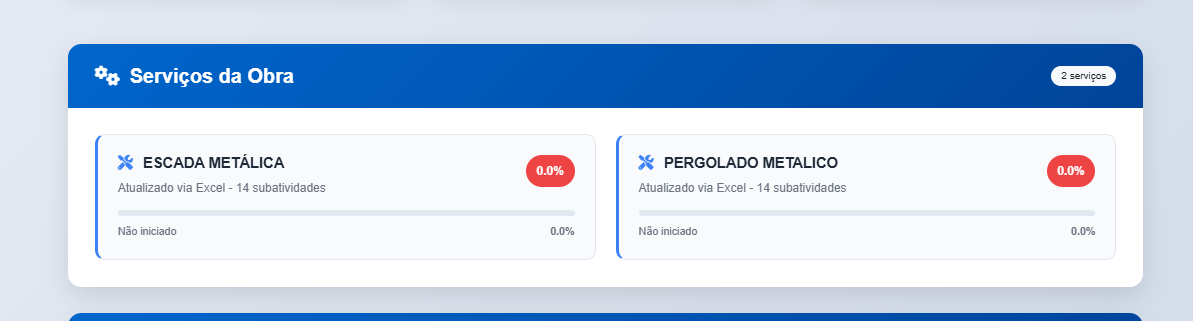 Serviços da Obra
2 serviços
ESCADA METÁLICA
0.0%
Atualizado via Excel - 14 subatividades
Não iniciado
0.0%
PERGOLADO METALICO
0.0%
Atualizado via Excel - 14 subatividades
Não iniciado
0.0%